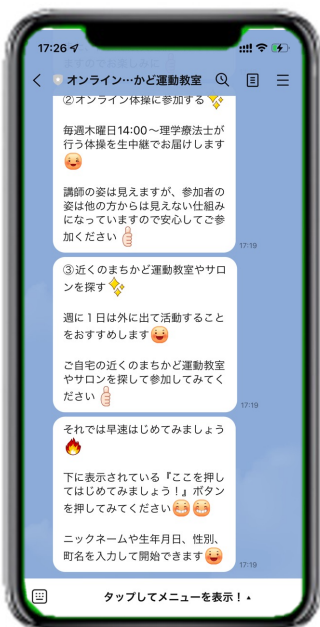 17:26
オンライン…かど運動教室
②オンライン体操に参加する
毎週木曜日14:00〜理学療法士が
行う体操を生中継でお届けします
講師の姿は見えますが、参加者の
姿は他の方からは見えない仕組み
になっていますので安心してご参
加ください
17:19
③近くのまちかど運動教室やサロ
ンを探す
週に1日は外に出て活動すること
をおすすめします
ご自宅の近くのまちかど運動教室
やサロンを探して参加してみてく
ださい
17:19
それでは早速はじめてみましょう
下に表示されている『ここを押し
てはじめてみましょう！』ボタン
を押してみてください
ニックネームや生年月日、性別、
町名を入力して開始できます
17:19
タップしてメニューを表示！